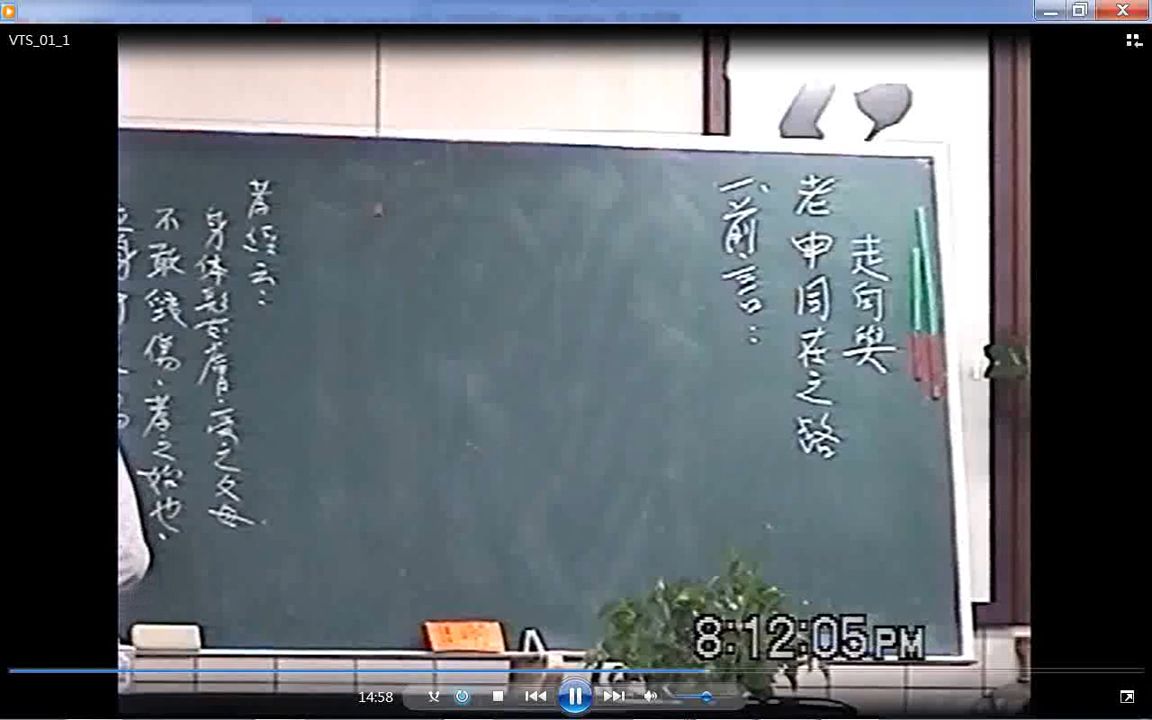 VTS_01_1
走向與
老申同在之路
一、前言：
孝經云：
身体髮膚、受之父母、
不敢毀傷、孝之始也、
8:12:05PM
14:58